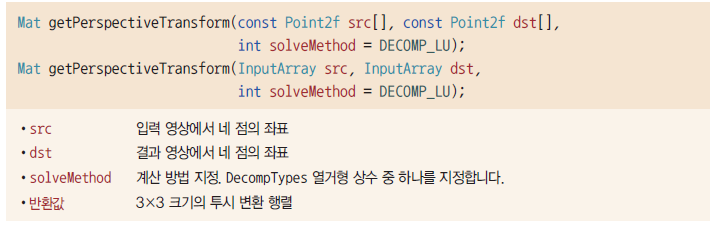 Mat getPerspectiveTransform(const Point2f src[], const Point2f dst[],
int solveMethod = DECOMP_LU);
Mat getPerspectiveTransform(InputArray src, InputArray dst,
int solveMethod = DECOMP_LU);
• src 입력 영상에서 네 점의 좌표
• dst 결과 영상에서 네 점의 좌표
• solveMethod 계산 방법 지정. DecompTypes 열거형 상수 중 하나를 지정합니다.
• 반환값 3×3 크기의 투시 변환 행렬